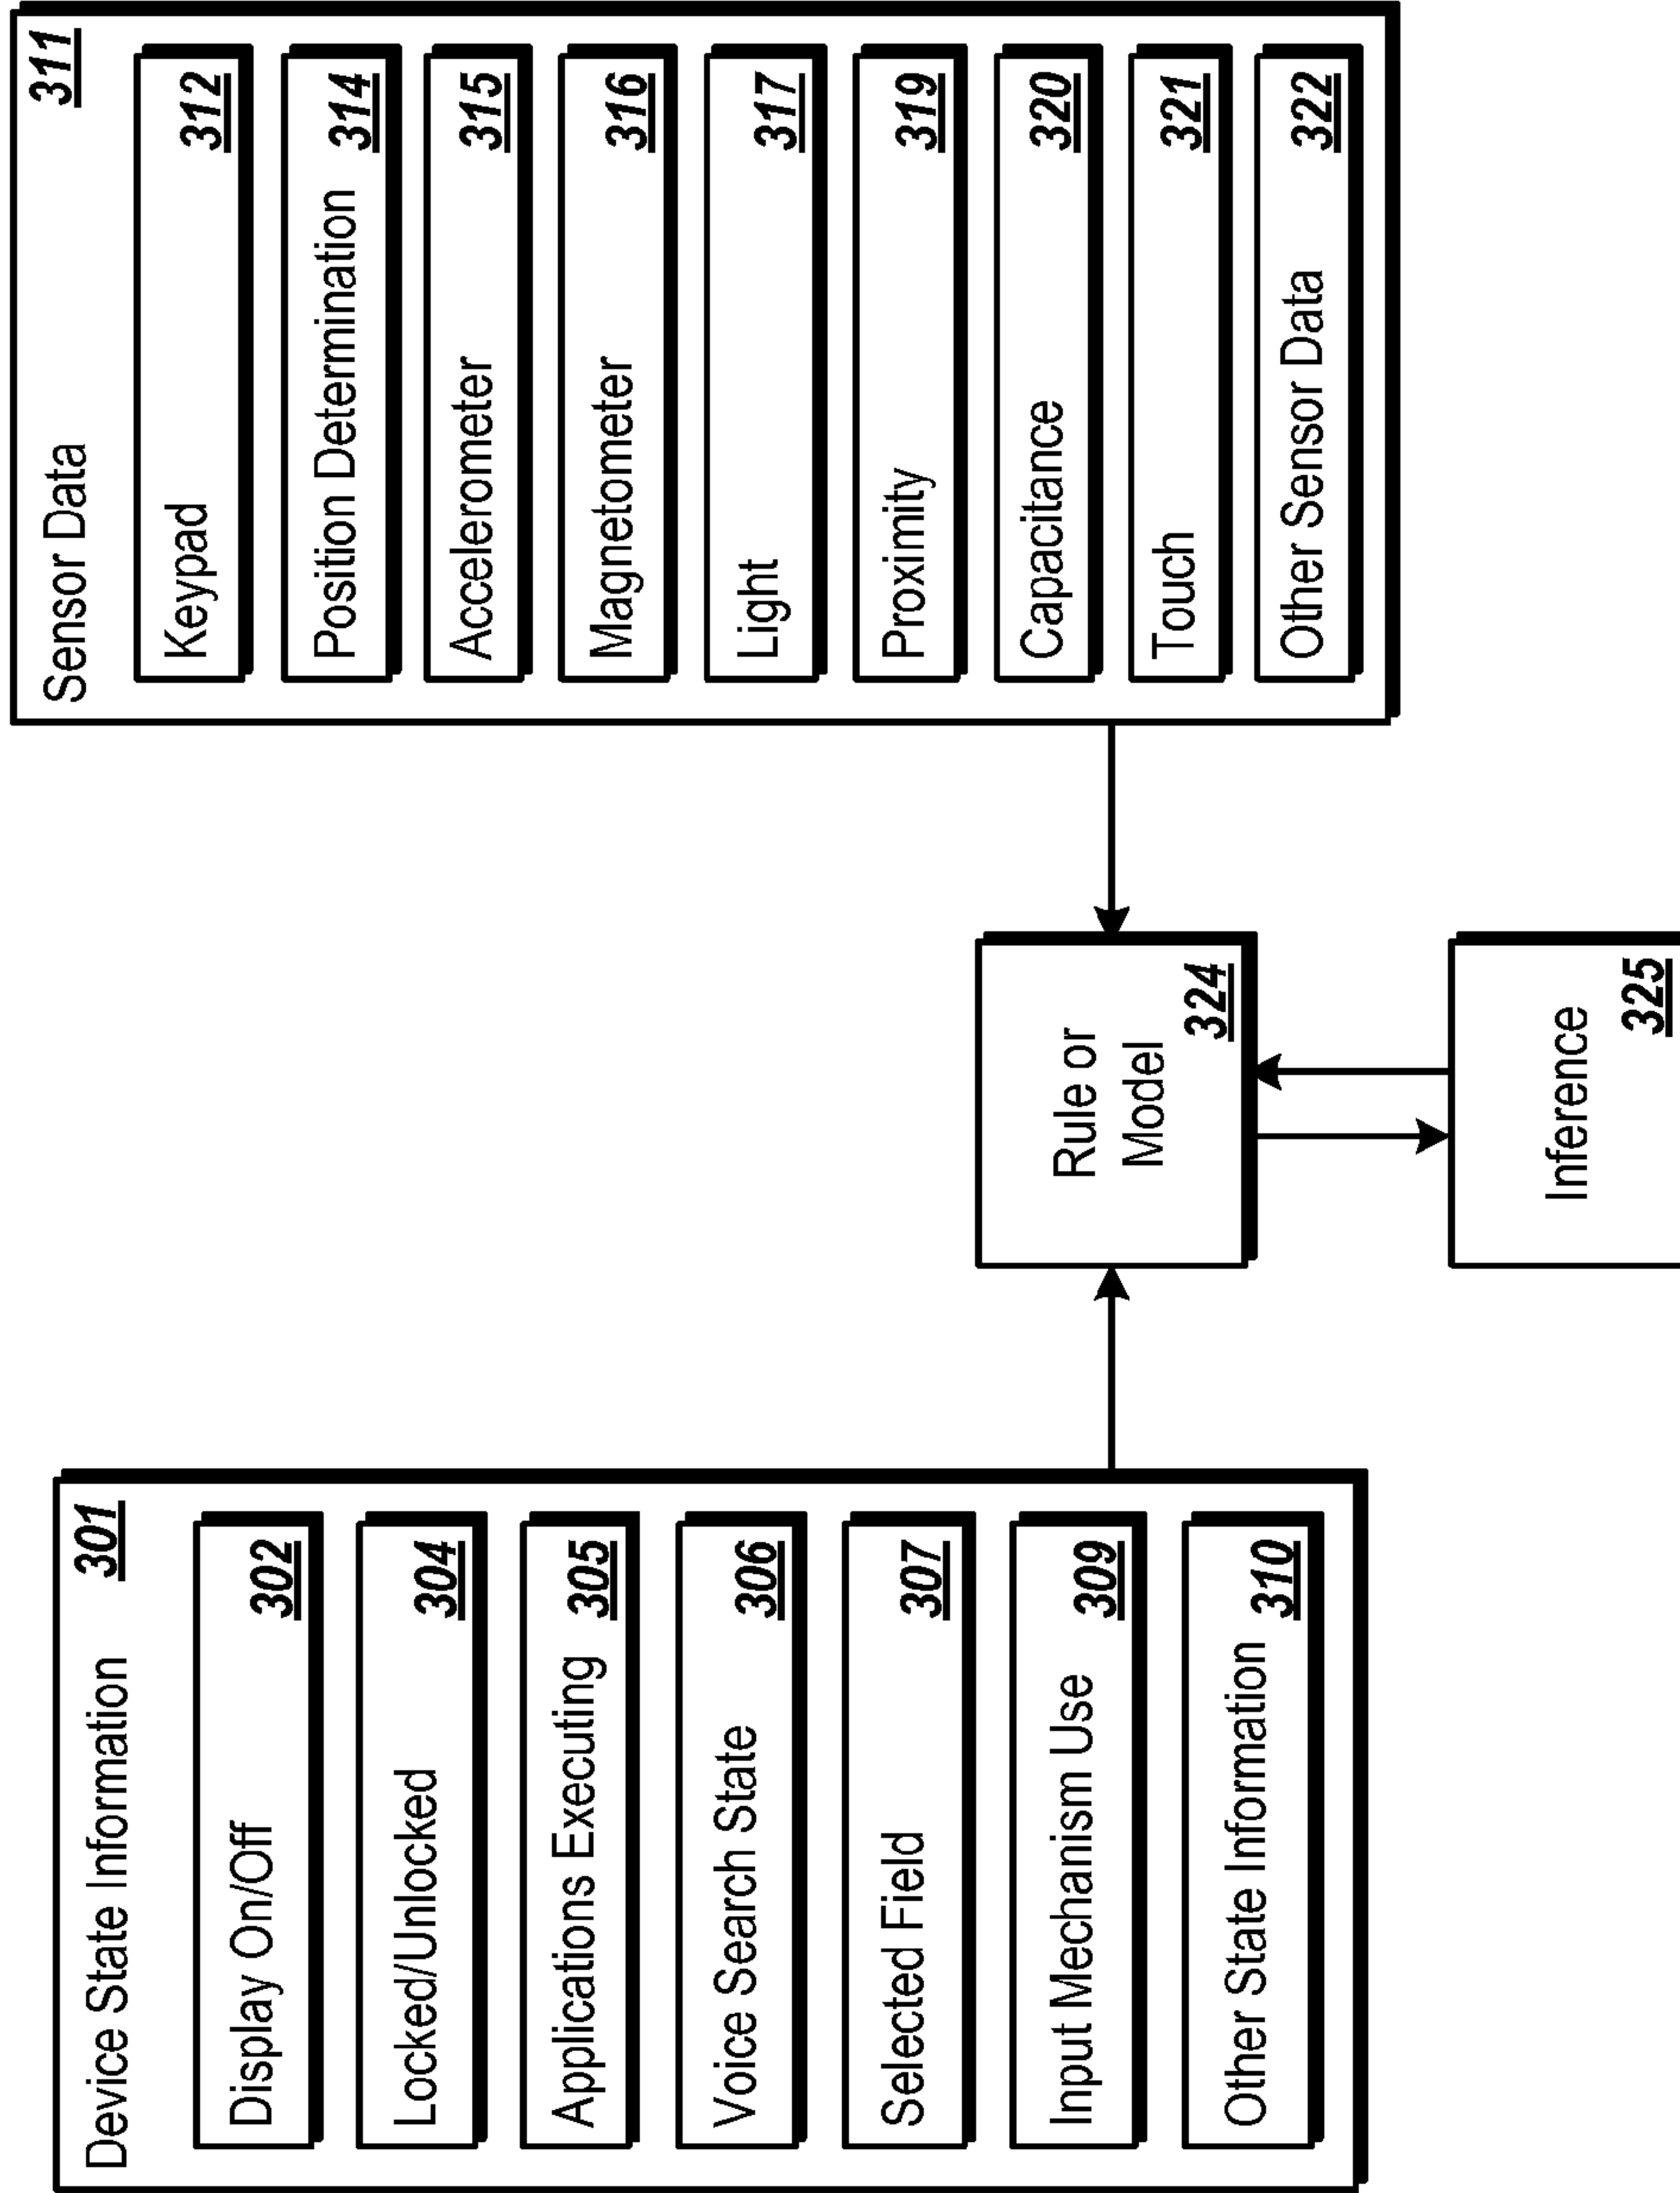 Device State Information 301
Display On/Off 302
Locked/Unlocked 304
Applications Executing 305
Voice Search State 306
Selected Field 307
Input Mechanism Use 309
Other State Information 310
Rule or
Model
324
Inference
325
Sensor Data 311
Keypad 312
Position Determination 314
Accelerometer 315
Magnetometer 316
Light 317
Proximity 319
Capacitance 320
Touch 321
Other Sensor Data 322